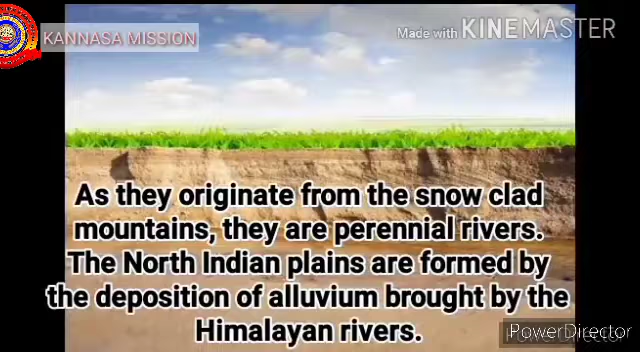 KANNASA MISSION
Made with KINEMASTER
As they originate from the snow clad
mountains, they are perennial rivers.
The North Indian plains are formed by
the deposition of alluvium brought by the
Himalayan rivers.
PowerDirector